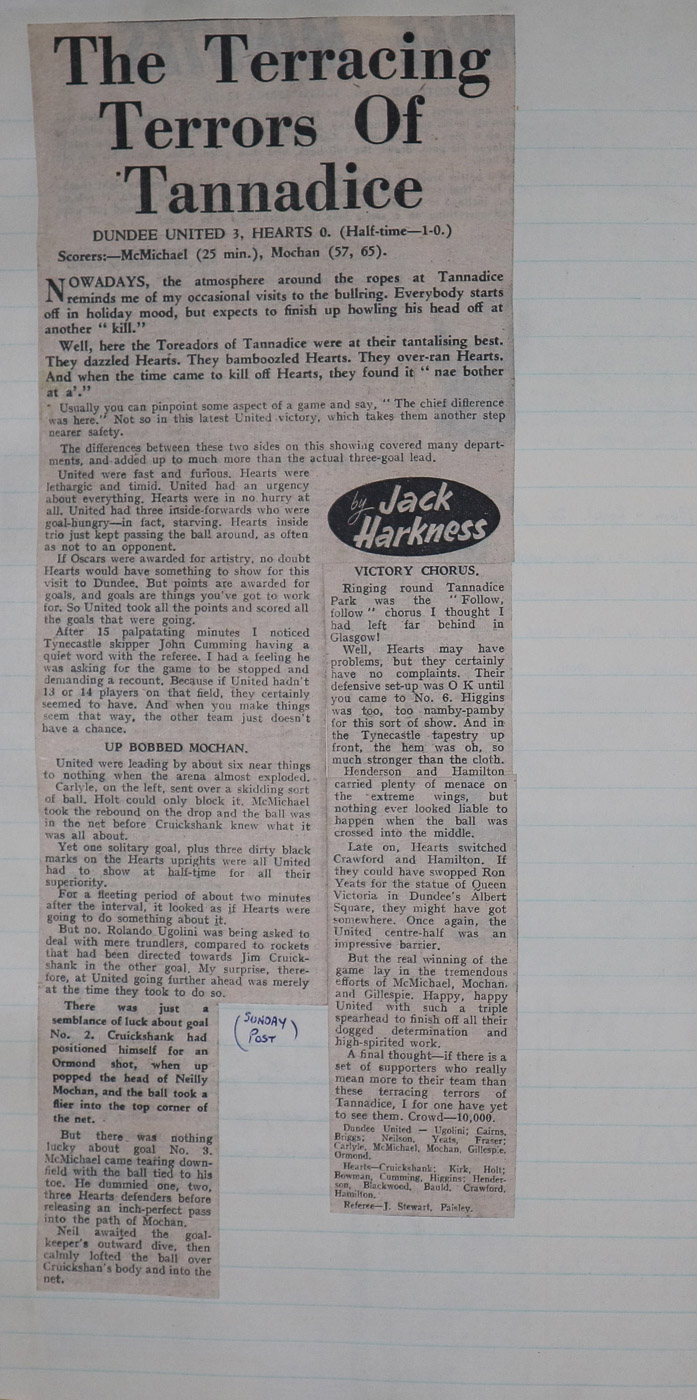 The Terracing
Terrors Of
Tannadice
DUNDEE UNITED 3, HEARTS 0. (Half-time—1-0.)
Scorers:—McMichael (25 min.), Mochan (57, 65).
NOWADAYS, the atmosphere around the ropes at Tannadice
reminds me of my occasional visits to the bullring. Everybody starts
off in holiday mood, but expects to finish up howling his head off at
another " kill."
Well, here the Toreadors of Tannadice were at their tantalising best.
They dazzled Hearts. They bamboozled Hearts. They over-ran Hearts.
And when the time came to kill off Hearts, they found it " nae bother
at a'."
Usually you can pinpoint some aspect of a game and say, " The chief difference
was here." Not so in this latest United victory, which takes them another step
nearer safety.
The differences between these two sides on this showing covered many depart-
ments, and added up to much more than the actual three-goal lead.
United were fast and furious. Hearts were
lethargic and timid. United had an urgency
about everything. Hearts were in no hurry at
all. United had three inside-forwards who were
goal-hungry—in fact, starving. Hearts inside
trio just kept passing the ball around, as often
as not to an opponent.
If Oscars were awarded for artistry, no doubt
Hearts would have something to show for this
visit to Dundee. But points are awarded for
goals, and goals are things you've got to work
for. So United took all the points and scored all
the goals that were going.
After 15 palpatating minutes I noticed
Tynecastle skipper John Cumming having a
quiet word with the referee. I had a feeling he
was asking for the game to be stopped and
demanding a recount. Because if United hadn't
13 or 14 players on that field, they certainly
seemed to have. And when you make things
seem that way, the other team just doesn't
have a chance.
UP BOBBED MOCHAN.
United were leading by about six near things
to nothing when the arena almost exploded.
Carlyle, on the left, sent over a skidding sort
of ball. Holt could only block it. McMichael
took the rebound on the drop and the ball was
in the net before Cruickshank knew what it
was all about.
Yet one solitary goal, plus three dirty black
marks on the Hearts uprights were all United
had to show at half-time for all their
superiority.
For a fleeting period of about two minutes
after the interval, it looked as if Hearts were
going to do something about it.
But no. Rolando Ugolini was being asked to
deal with mere trundlers, compared to rockets
that had been directed towards Jim Cruick-
shank in the other goal. My surprise, there-
fore, at United going further ahead was merely
at the time they took to do so.
There was just a
semblance of luck about goal
No. 2. Cruickshank had
positioned himself for an
Ormond shot, when up
popped the head of Neilly
Mochan, and the ball took a
flier into the top corner of
the net.
But there was nothing
lucky about goal No. 3.
McMichael came tearing down-
field with the ball tied to his
toe. He dummied one, two,
three Hearts defenders before
releasing an inch-perfect pass
into the path of Mochan.
Neil awaited the goal-
keeper's outward dive, then
calmly lofted the ball over
Cruickshan's body and into the
net.
(SUNDAY
POST)
by Jack
Harkness
VICTORY CHORUS.
Ringing round Tannadice
Park was the " Follow,
follow " chorus I thought I
had left far behind in
Glasgow!
Well, Hearts may have
problems, but they certainly
have no complaints. Their
defensive set-up was O K until
you came to No. 6. Higgins
was too, too namby-pamby
for this sort of show. And in
the Tynecastle tapestry up
front, the hem was oh, so
much stronger than the cloth.
Henderson and Hamilton
carried plenty of menace on
the extreme wings, but
nothing ever looked liable to
happen when the ball was
crossed into the middle.
Late on, Hearts switched
Crawford and Hamilton. If
they could have swopped Ron
Yeats for the statue of Queen
Victoria in Dundee's Albert
Square, they might have got
somewhere. Once again, the
United centre-half was an
impressive barrier.
But the real winning of the
game lay in the tremendous
efforts of McMichael, Mochan,
and Gillespie. Happy, happy
United with such a triple
spearhead to finish off all their
dogged determination and
high-spirited work.
A final thought—if there is a
set of supporters who really
mean more to their team than
these terracing terrors of
Tannadice, I for one have yet
to see them. Crowd—10,000.
Dundee United — Ugolini; Cairns,
Briggs; Neilson, Yeats, Fraser;
Carlyle, McMichael, Mochan, Gillespie,
Ormond.
Hearts—Cruickshank; Kirk, Holt;
Bowman, Cumming, Higgins; Hender-
son, Blackwood, Bauld, Crawford,
Hamilton.
Referee—J. Stewart, Paisley.